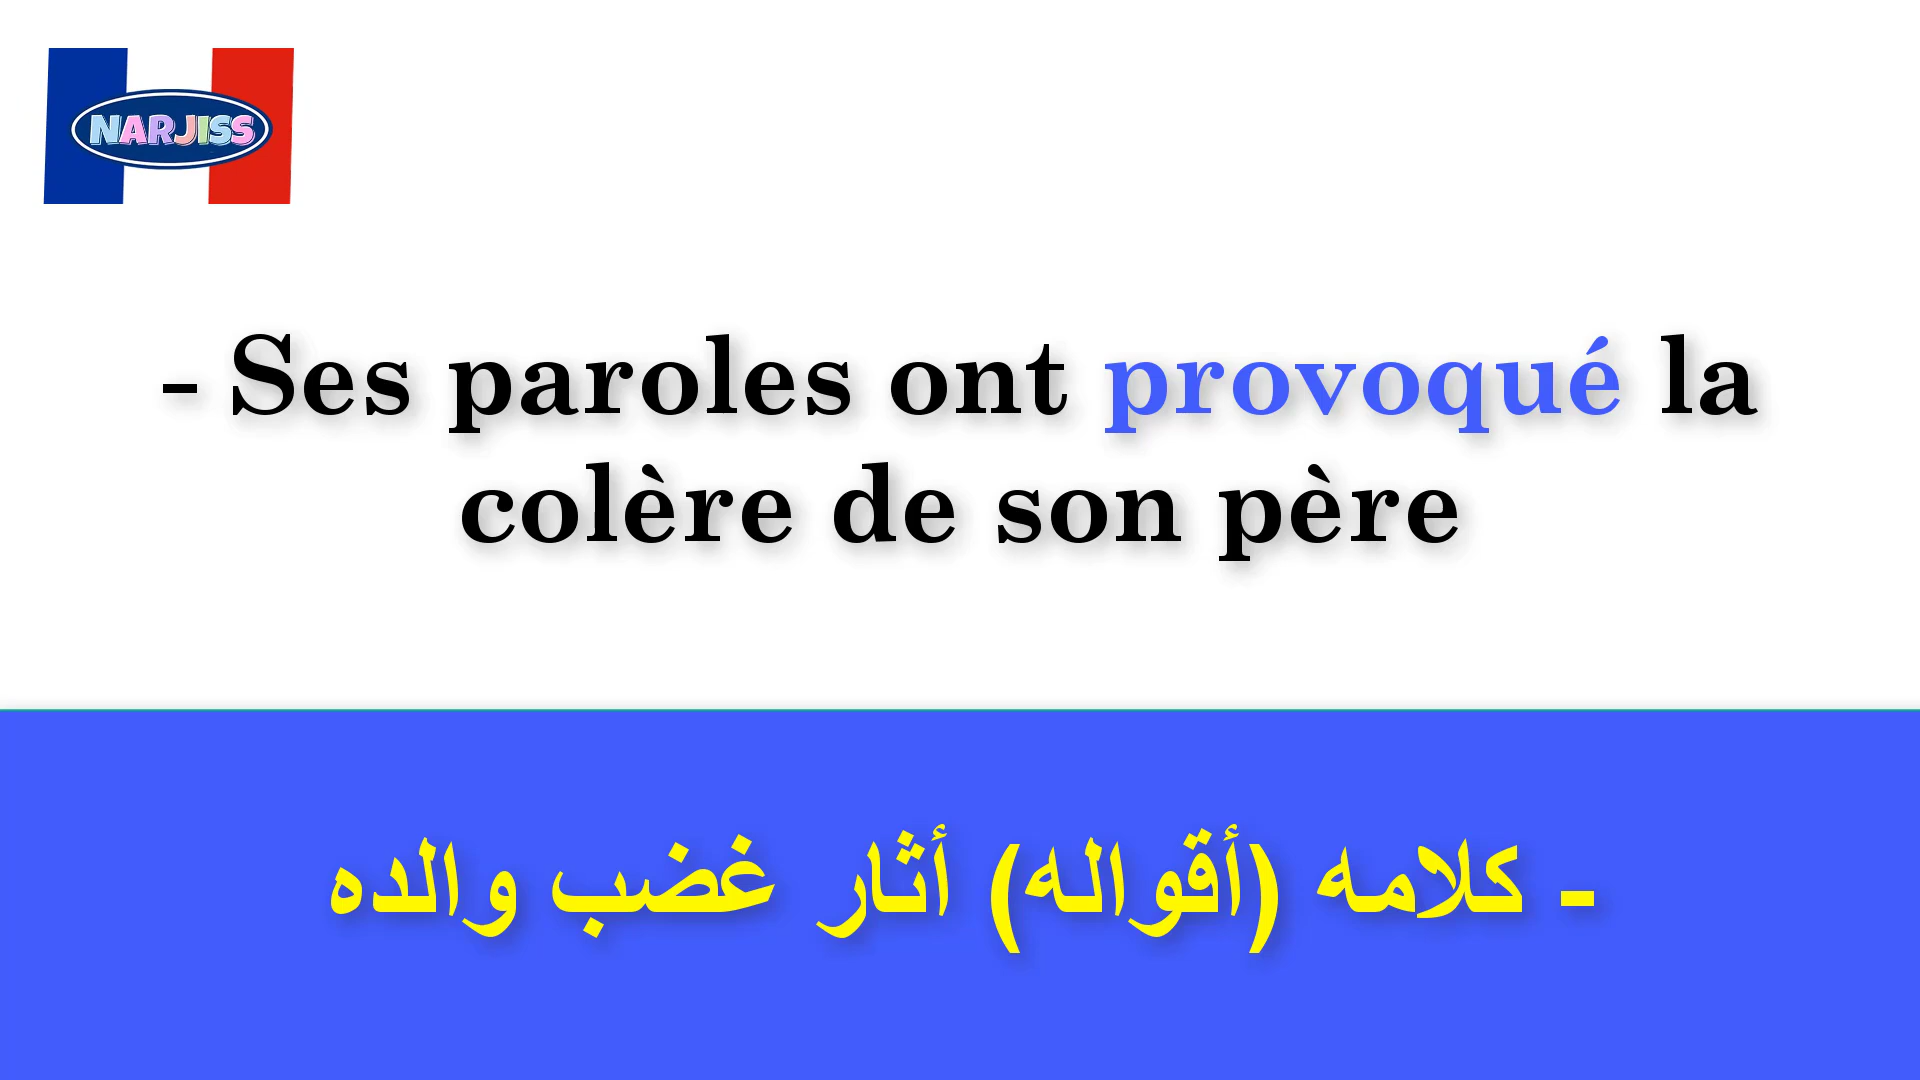 NARJISS
- Ses paroles ont provoqué la
colère de son père
- كلامه (أقواله) أثار غضب والده